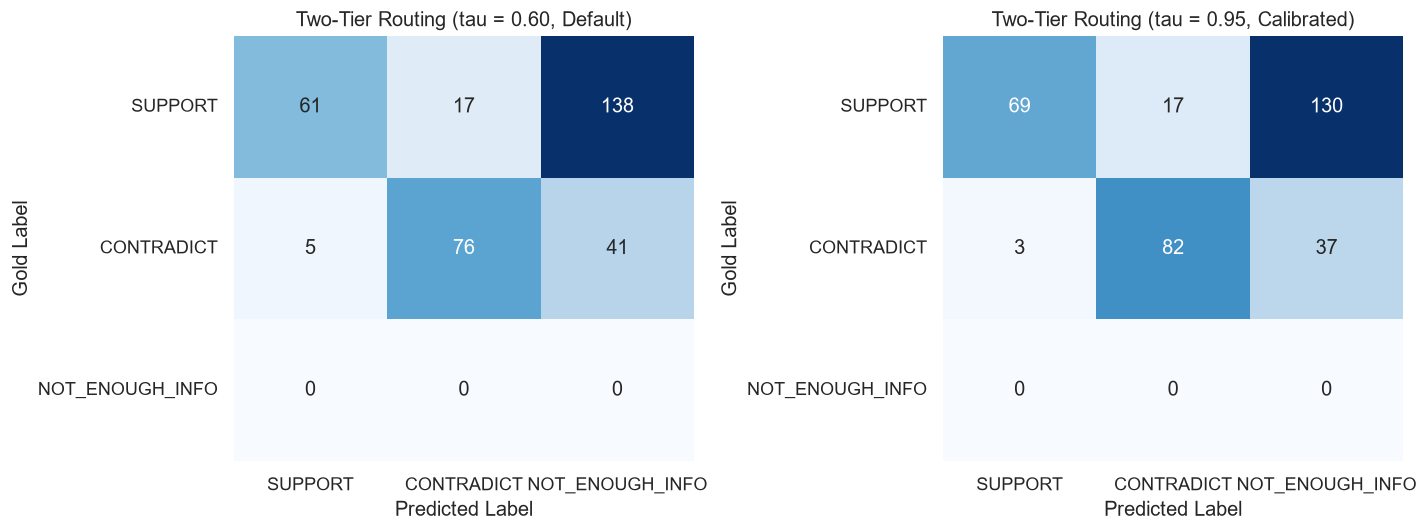 Two-Tier Routing (tau = 0.60, Default)
SUPPORT 61 17 138
CONTRADICT 5 76 41
NOT_ENOUGH_INFO 0 0 0
Gold Label
SUPPORT CONTRADICT NOT_ENOUGH_INFO
Predicted Label
Two-Tier Routing (tau = 0.95, Calibrated)
SUPPORT 69 17 130
CONTRADICT 3 82 37
NOT_ENOUGH_INFO 0 0 0
Gold Label
SUPPORT CONTRADICT NOT_ENOUGH_INFO
Predicted Label